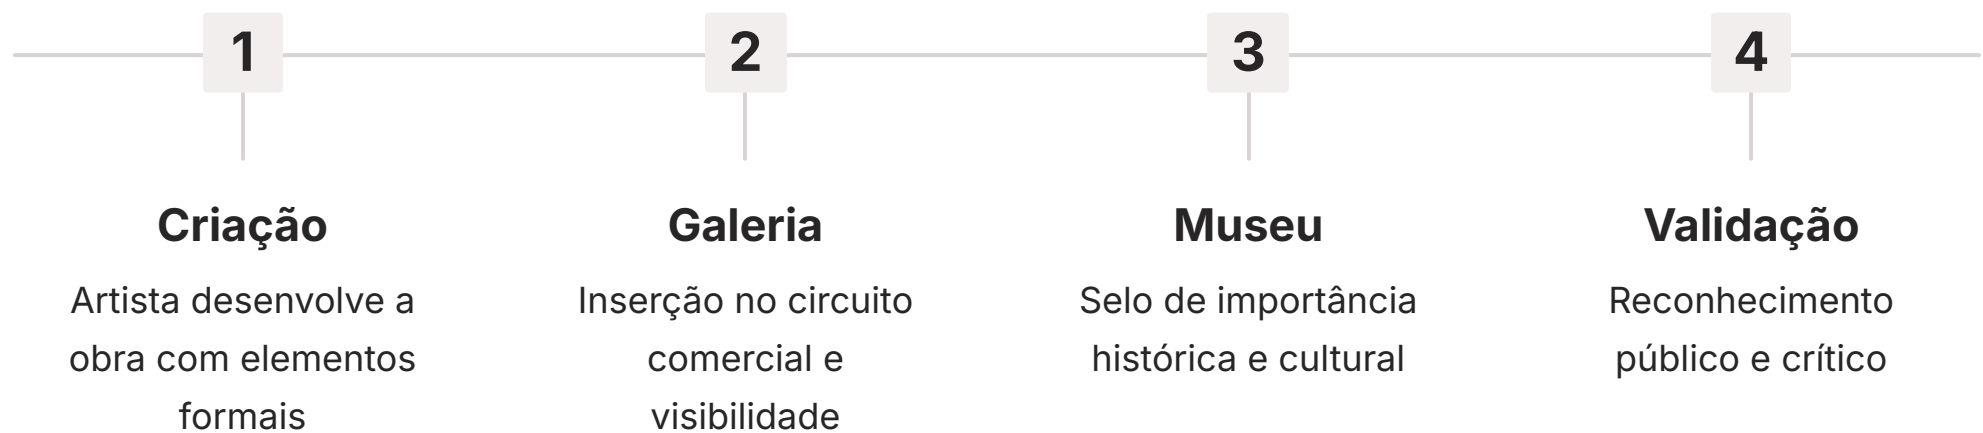 1
2
3
4
Criação
Artista desenvolve a
obra com elementos
formais
Galeria
Inserção no circuito
comercial e
visibilidade
Museu
Selo de importância
histórica e cultural
Validação
Reconhecimento
público e crítico